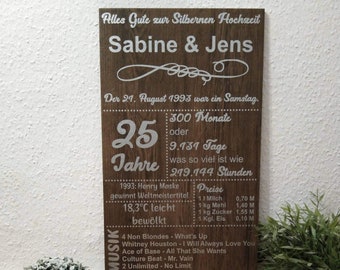 Alles Gute zur Silbernen Hochzeit
Sabine & Jens
Der 21. August 1993 war ein Samstag.
25
Jahre
300 Monate
oder
9.131 Tage
was so viel ist wie
219.144 Stunden
1993: Henry Maske
gewinnt Weltmeistertitel
18,3°C leicht
bewölkt
Preise
1 l Milch 0,70 M
1 kg Mehl 1,40 M
1 kg Zucker 1,55 M
1 Kgl. Eis 0,10 M
MUSIK
4 Non Blondes - What's Up
Whitney Houston - I Will Always Love You
Ace of Base - All That She Wants
Culture Beat - Mr. Vain
2 Unlimited - No Limit